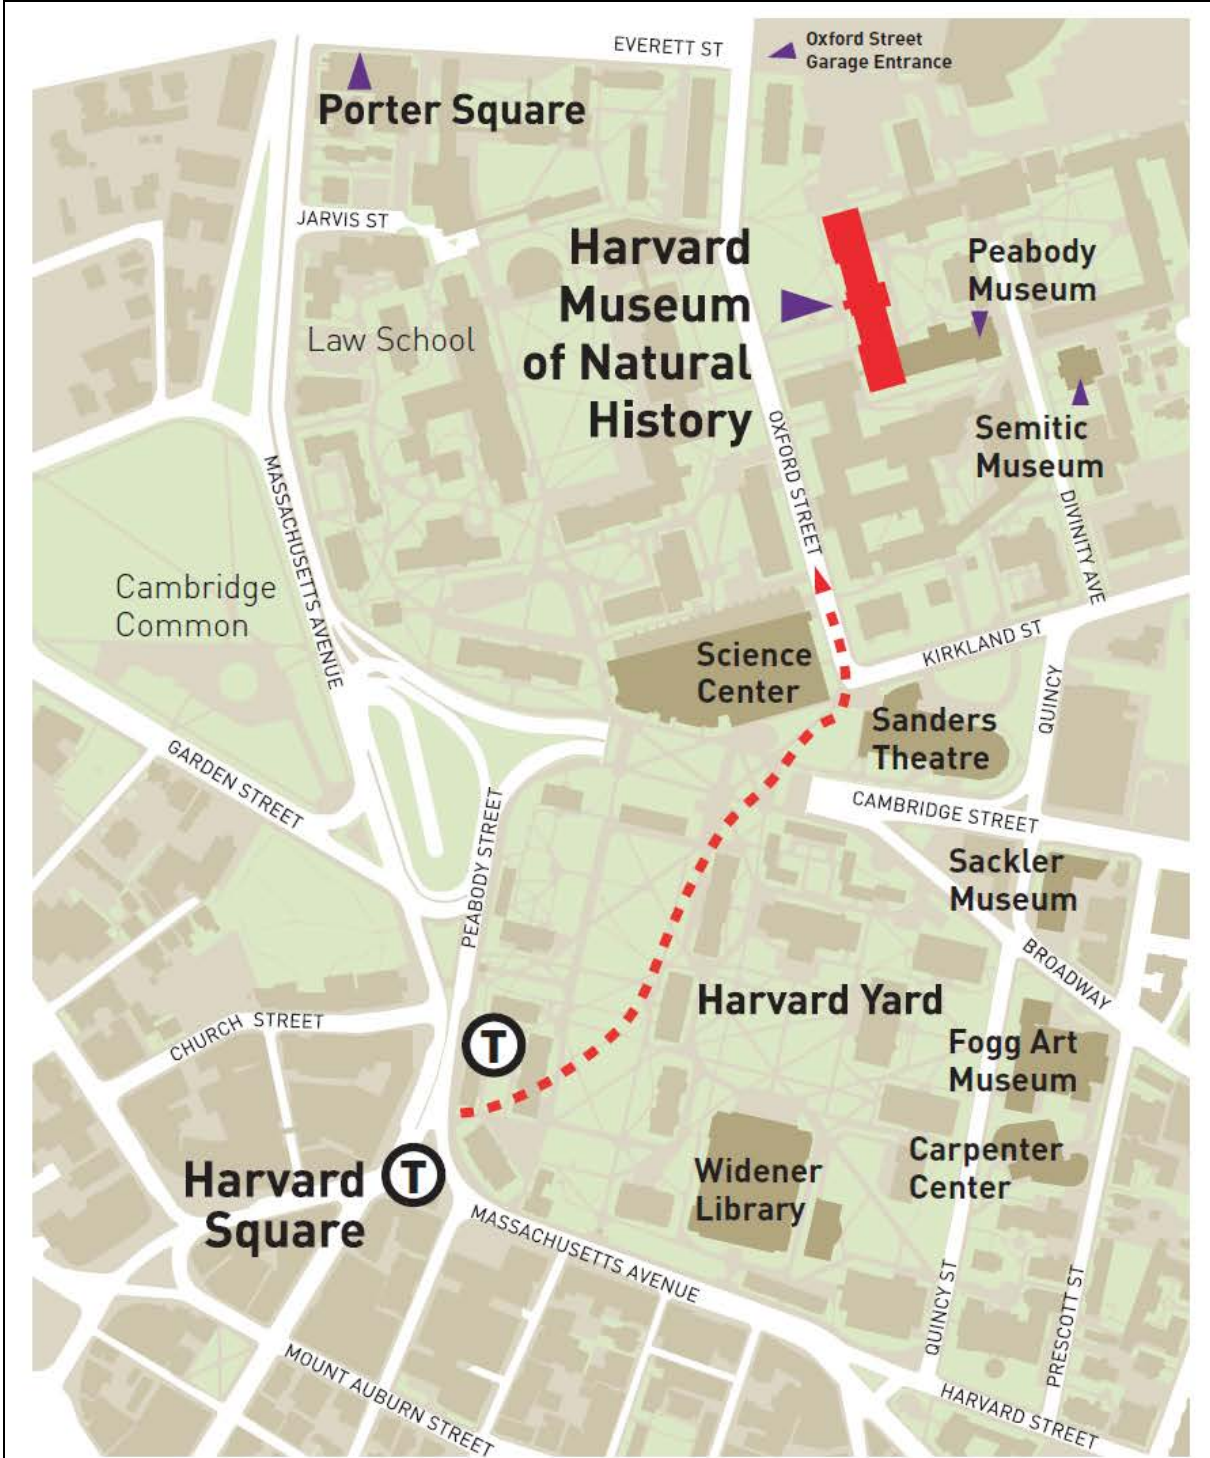 EVERETT ST
Oxford Street
Garage Entrance
Porter Square
JARVIS ST
Harvard
Museum
of Natural
History
Peabody
Museum
Law School
Semitic
Museum
OXFORD STREET
MASSACHUSETTS AVENUE
DIVINITY AVE
Cambridge
Common
KIRKLAND ST
Science
Center
QUINCY
Sanders
Theatre
GARDEN STREET
CAMBRIDGE STREET
PEABODY STREET
Sackler
Museum
BROADWAY
Harvard Yard
CHURCH STREET
T
Fogg Art
Museum
Harvard
Square
T
Widener
Library
Carpenter
Center
MASSACHUSETTS AVENUE
QUINCY ST
PRESCOTT ST
MOUNT AUBURN STREET
HARVARD STREET